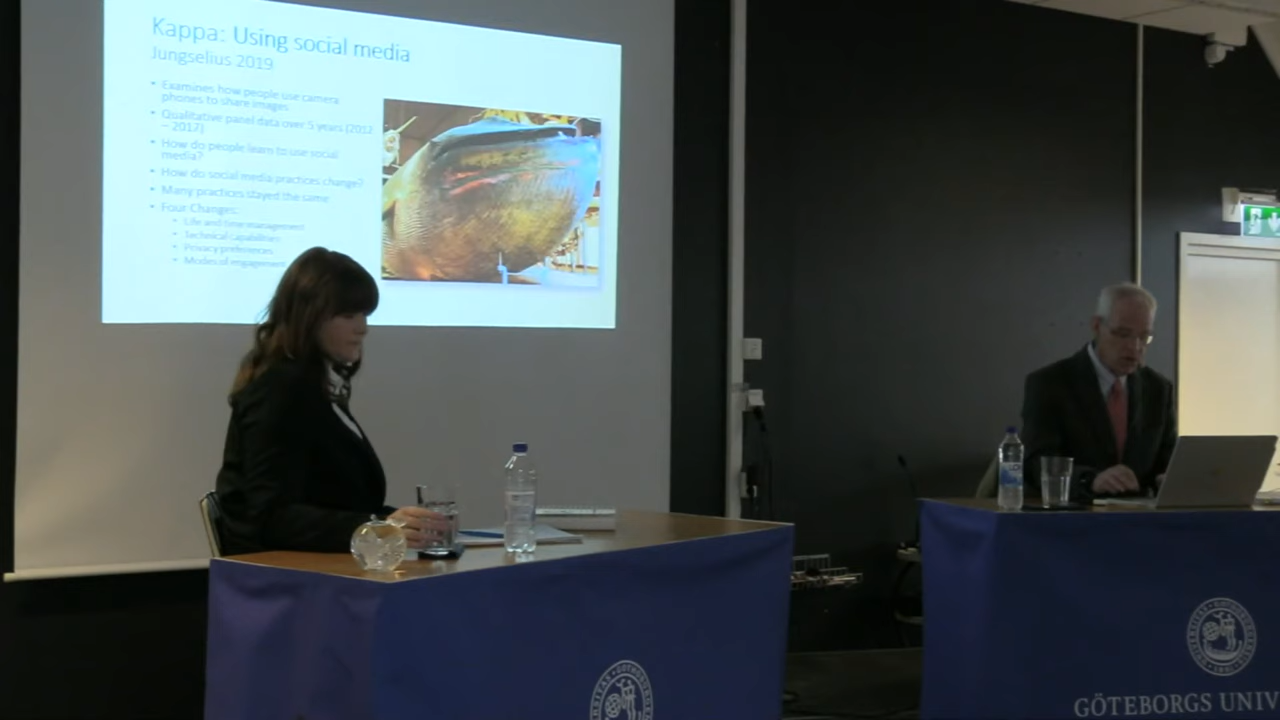 Kappa: Using social media
Jungselius 2019
• Examines how people use camera
phones to share images
• Qualitative panel data over 5 years (2012
– 2017)
• How do people learn to use social
media?
• How do social media practices change?
• Many practices stayed the same
• Four Changes:
• Life and time management
• Technical capabilities
• Privacy preferences
• Modes of engagement
GÖTEBORGS UNIV